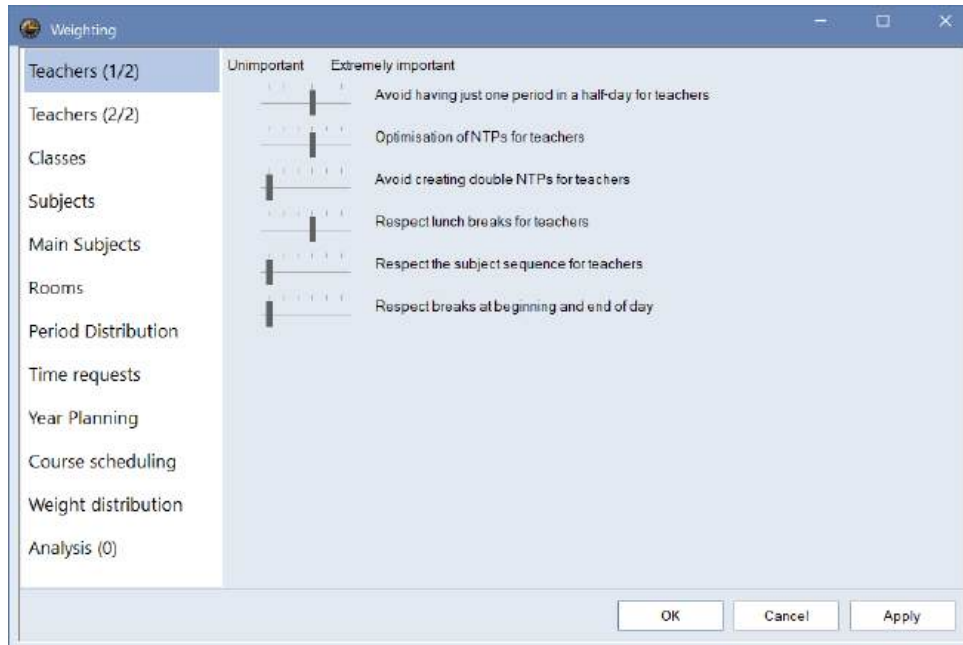 Weighting
Teachers (1/2)
Teachers (2/2)
Classes
Subjects
Main Subjects
Rooms
Period Distribution
Time requests
Year Planning
Course scheduling
Weight distribution
Analysis (0)
Unimportant Extremely important
Avoid having just one period in a half-day for teachers
Optimisation of NTPs for teachers
Avoid creating double NTPs for teachers
Respect lunch breaks for teachers
Respect the subject sequence for teachers
Respect breaks at beginning and end of day
OK Cancel Apply